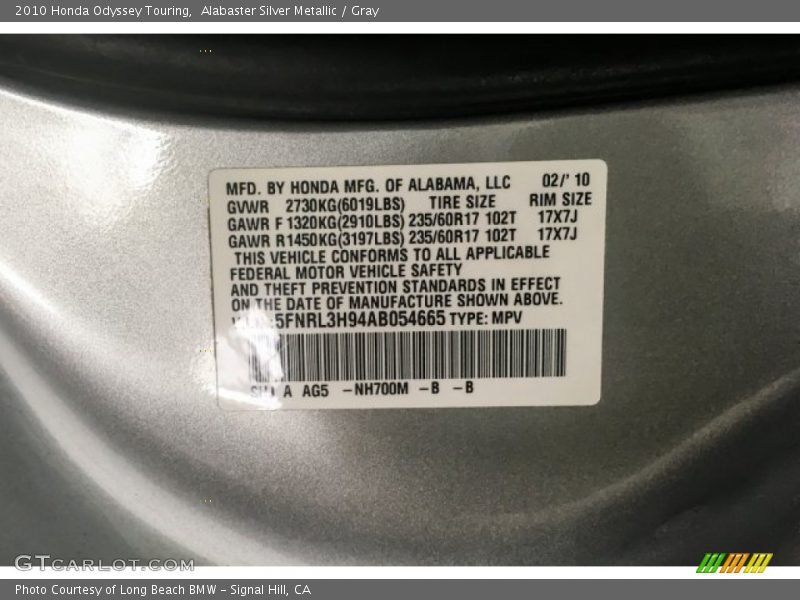 2010 Honda Odyssey Touring, Alabaster Silver Metallic / Gray
MFD. BY HONDA MFG. OF ALABAMA, LLC 02/' 10
GVWR 2730KG(6019LBS) TIRE SIZE RIM SIZE
GAWR F 1320KG(2910LBS) 235/60R17 102T 17X7J
GAWR R1450KG(3197LBS) 235/60R17 102T 17X7J
THIS VEHICLE CONFORMS TO ALL APPLICABLE
FEDERAL MOTOR VEHICLE SAFETY
AND THEFT PREVENTION STANDARDS IN EFFECT
ON THE DATE OF MANUFACTURE SHOWN ABOVE.
5FNRL3H94AB054665 TYPE: MPV
A AG5 -NH700M -B -B
GTCARLOT.COM
Photo Courtesy of Long Beach BMW - Signal Hill, CA